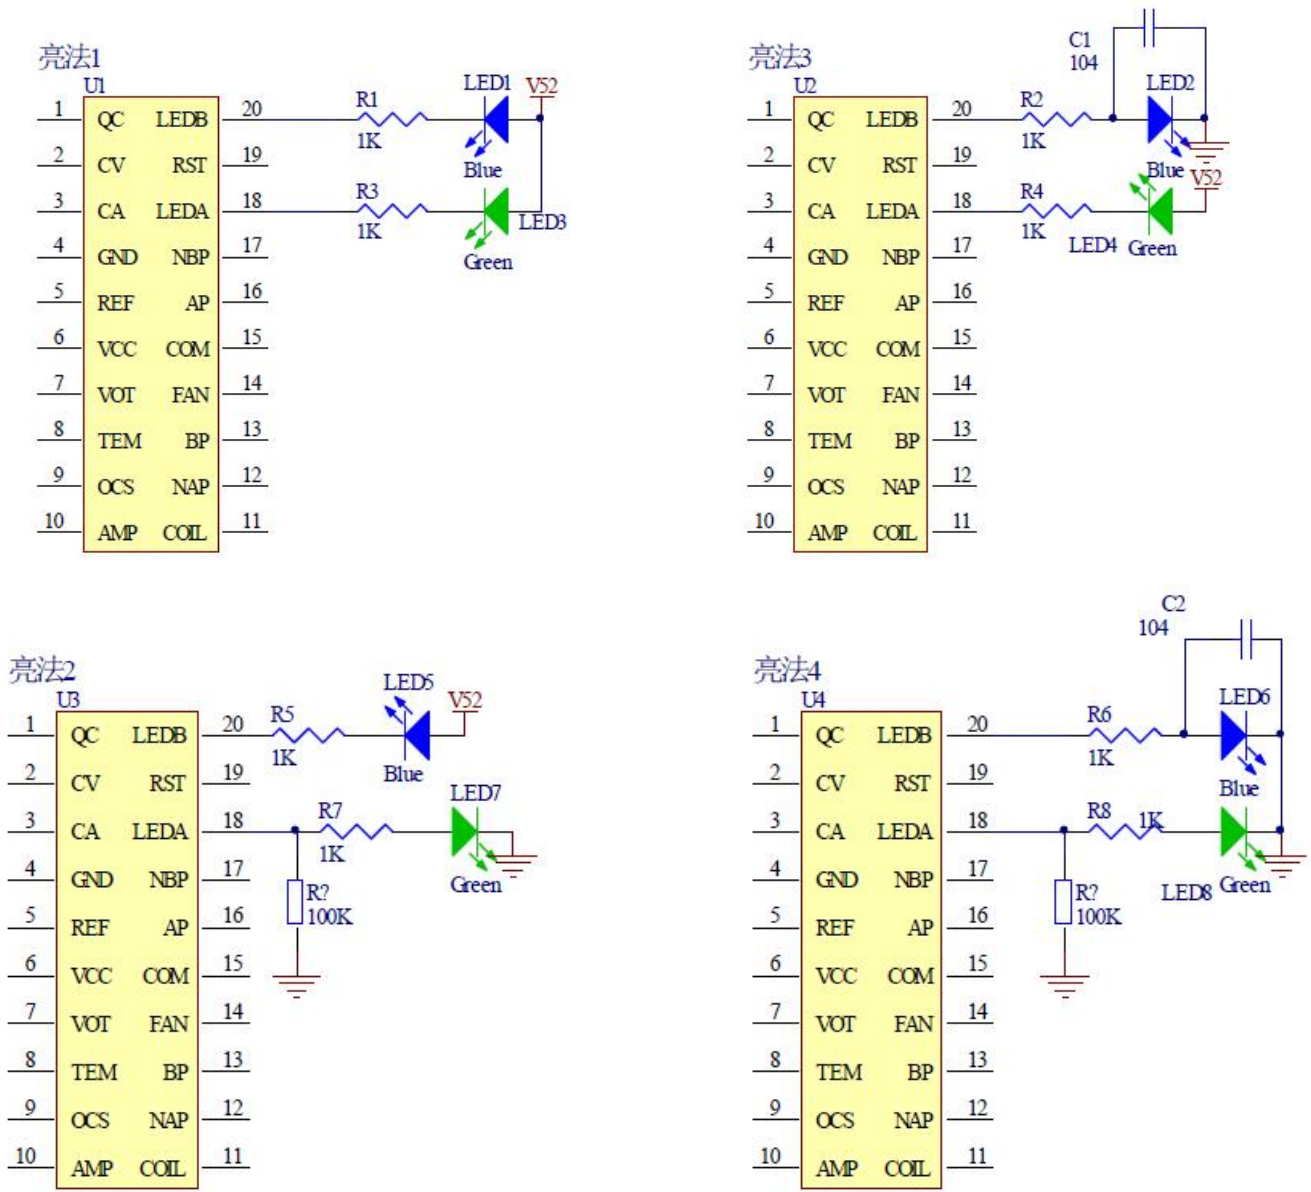 亮法1
U1
1 QC LEDB 20
2 CV RST 19
3 CA LEDA 18
4 GND NBP 17
5 REF AP 16
6 VCC COM 15
7 VOT FAN 14
8 TEM BP 13
9 OCS NAP 12
10 AMP COIL 11
R1
1K
LED1
Blue
V52
R3
1K
LED3
Green
亮法3
U2
1 QC LEDB 20
2 CV RST 19
3 CA LEDA 18
4 GND NBP 17
5 REF AP 16
6 VCC COM 15
7 VOT FAN 14
8 TEM BP 13
9 OCS NAP 12
10 AMP COIL 11
C1
104
R2
1K
LED2
Blue
V52
R4
1K
LED4
Green
亮法2
U3
1 QC LEDB 20
2 CV RST 19
3 CA LEDA 18
4 GND NBP 17
5 REF AP 16
6 VCC COM 15
7 VOT FAN 14
8 TEM BP 13
9 OCS NAP 12
10 AMP COIL 11
R5
1K
LED5
Blue
V52
R7
1K
LED7
Green
R?
100K
亮法4
U4
1 QC LEDB 20
2 CV RST 19
3 CA LEDA 18
4 GND NBP 17
5 REF AP 16
6 VCC COM 15
7 VOT FAN 14
8 TEM BP 13
9 OCS NAP 12
10 AMP COIL 11
C2
104
R6
1K
LED6
Blue
R8
1K
LED8
Green
R?
100K